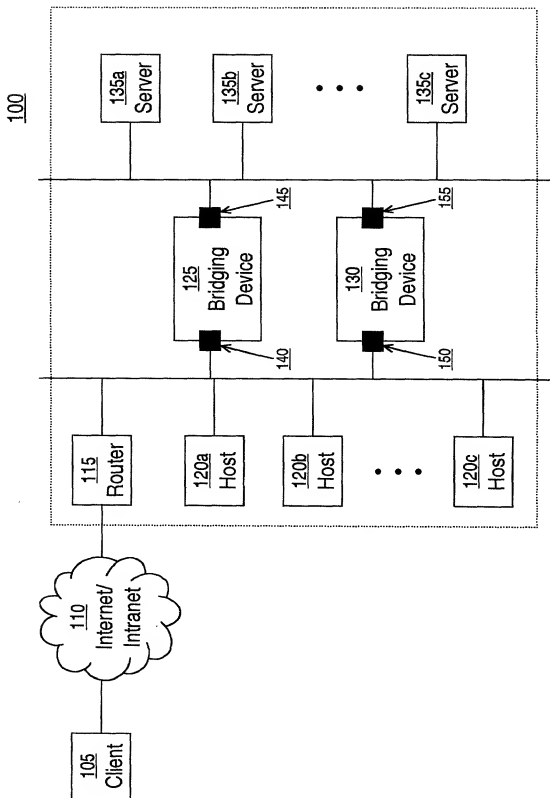 100
105
Client
110
Internet/
Intranet
115
Router
120a
Host
120b
Host
120c
Host
125
Bridging
Device
140
145
130
Bridging
Device
150
155
135a
Server
135b
Server
135c
Server